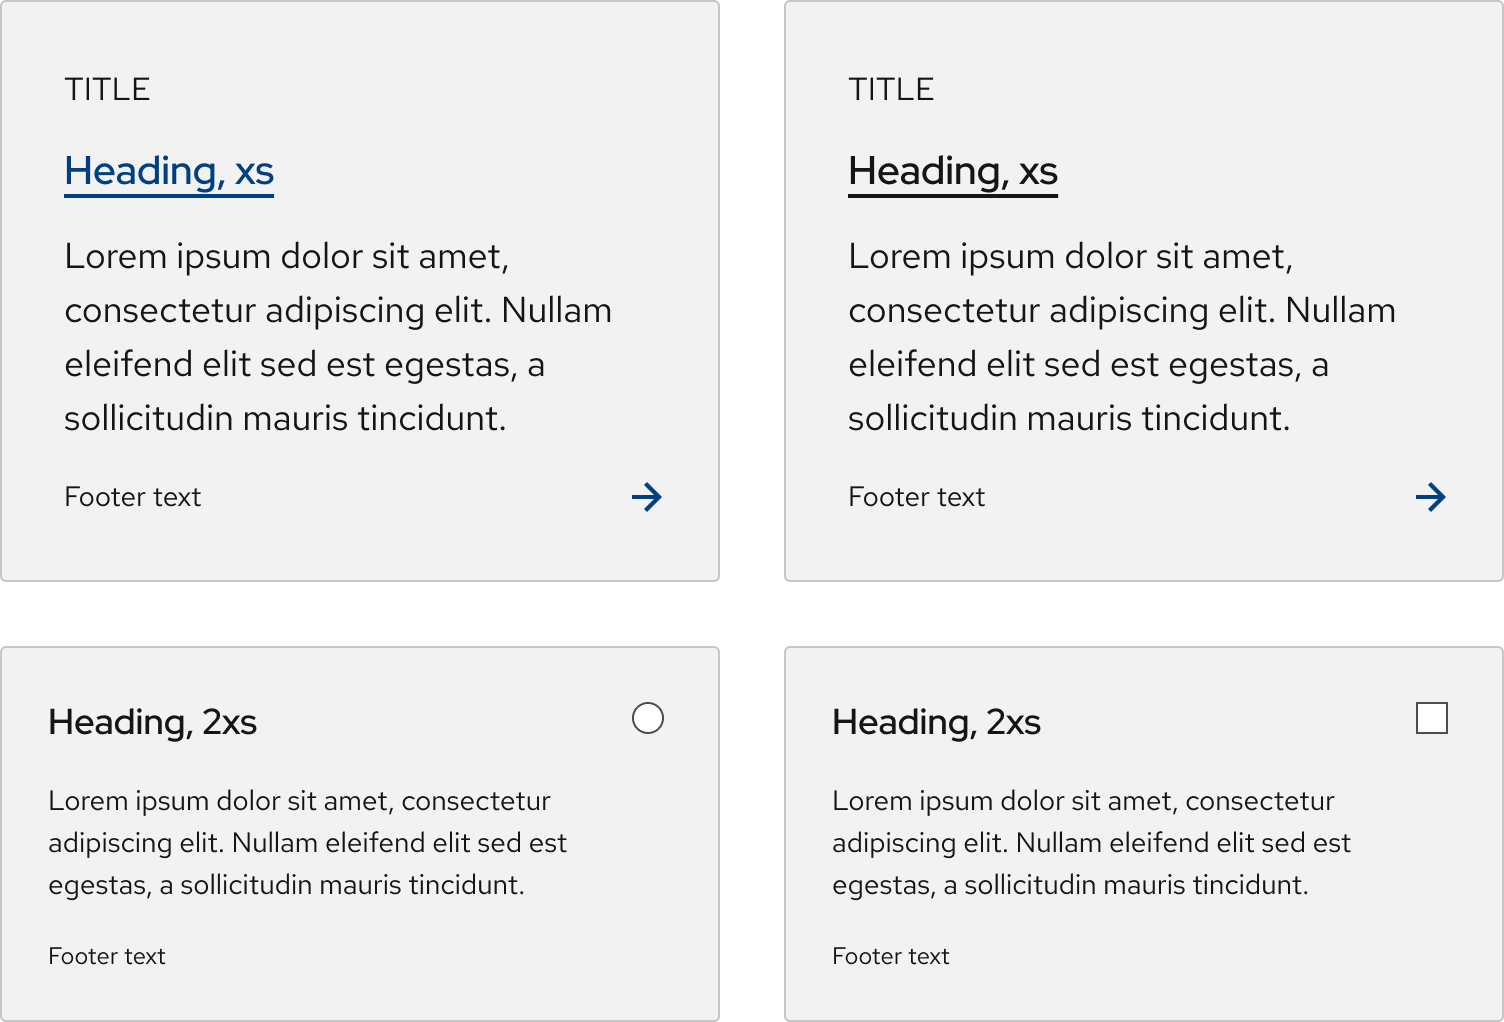 TITLE
Heading, xs
Lorem ipsum dolor sit amet,
consectetur adipiscing elit. Nullam
eleifend elit sed est egestas, a
sollicitudin mauris tincidunt.
Footer text
TITLE
Heading, xs
Lorem ipsum dolor sit amet,
consectetur adipiscing elit. Nullam
eleifend elit sed est egestas, a
sollicitudin mauris tincidunt.
Footer text
Heading, 2xs
Lorem ipsum dolor sit amet, consectetur
adipiscing elit. Nullam eleifend elit sed est
egestas, a sollicitudin mauris tincidunt.
Footer text
Heading, 2xs
Lorem ipsum dolor sit amet, consectetur
adipiscing elit. Nullam eleifend elit sed est
egestas, a sollicitudin mauris tincidunt.
Footer text